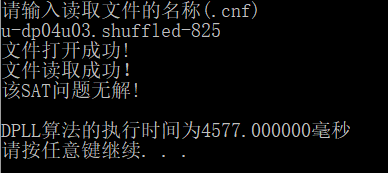 请输入读取文件的名称(.cnf)
u-dp04u03.shuffled-825
文件打开成功!
文件读取成功！
该SAT问题无解!
DPLL算法的执行时间为4577.000000毫秒
请按任意键继续. . .